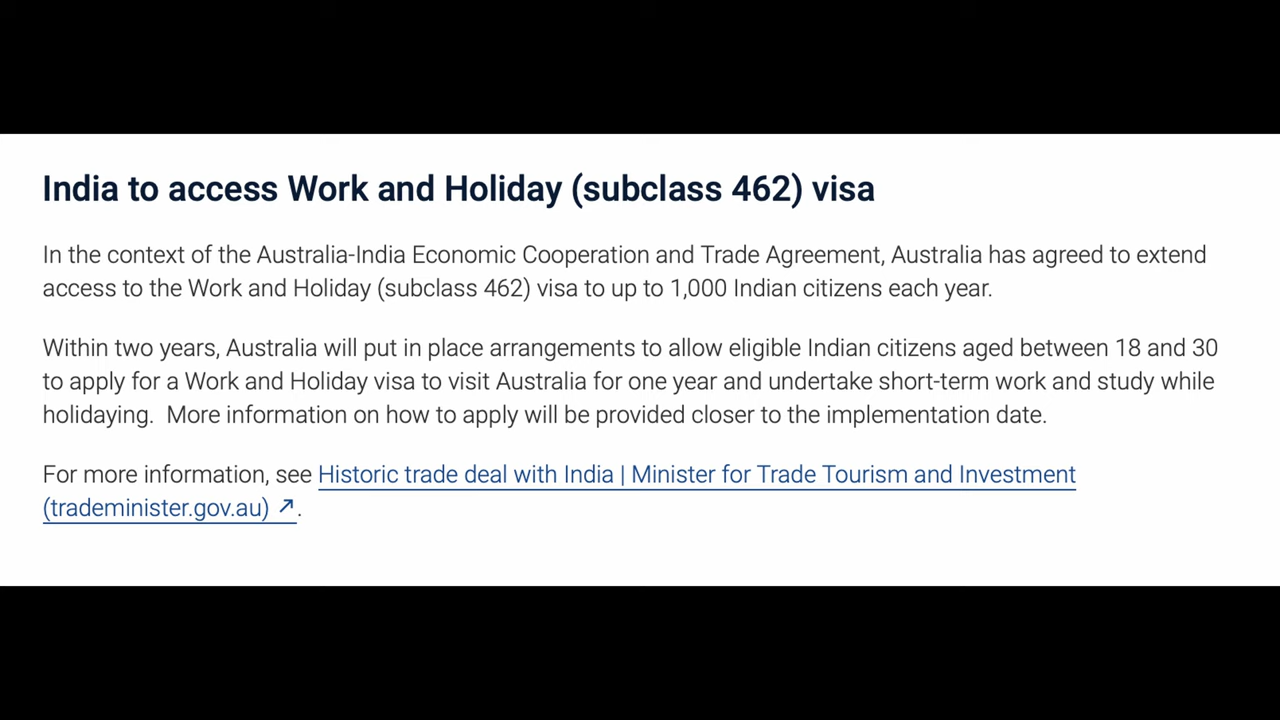 India to access Work and Holiday (subclass 462) visa
In the context of the Australia-India Economic Cooperation and Trade Agreement, Australia has agreed to extend
access to the Work and Holiday (subclass 462) visa to up to 1,000 Indian citizens each year.
Within two years, Australia will put in place arrangements to allow eligible Indian citizens aged between 18 and 30
to apply for a Work and Holiday visa to visit Australia for one year and undertake short-term work and study while
holidaying.  More information on how to apply will be provided closer to the implementation date.
For more information, see Historic trade deal with India | Minister for Trade Tourism and Investment
(trademinister.gov.au) ↗.